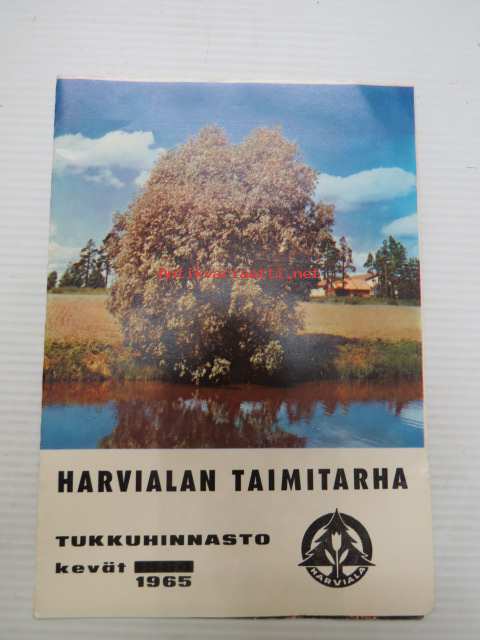 Antikvariaatti.net
HARVIALAN TAIMITARHA
TUKKUHINNASTO
kevät
1965
HARVIALA